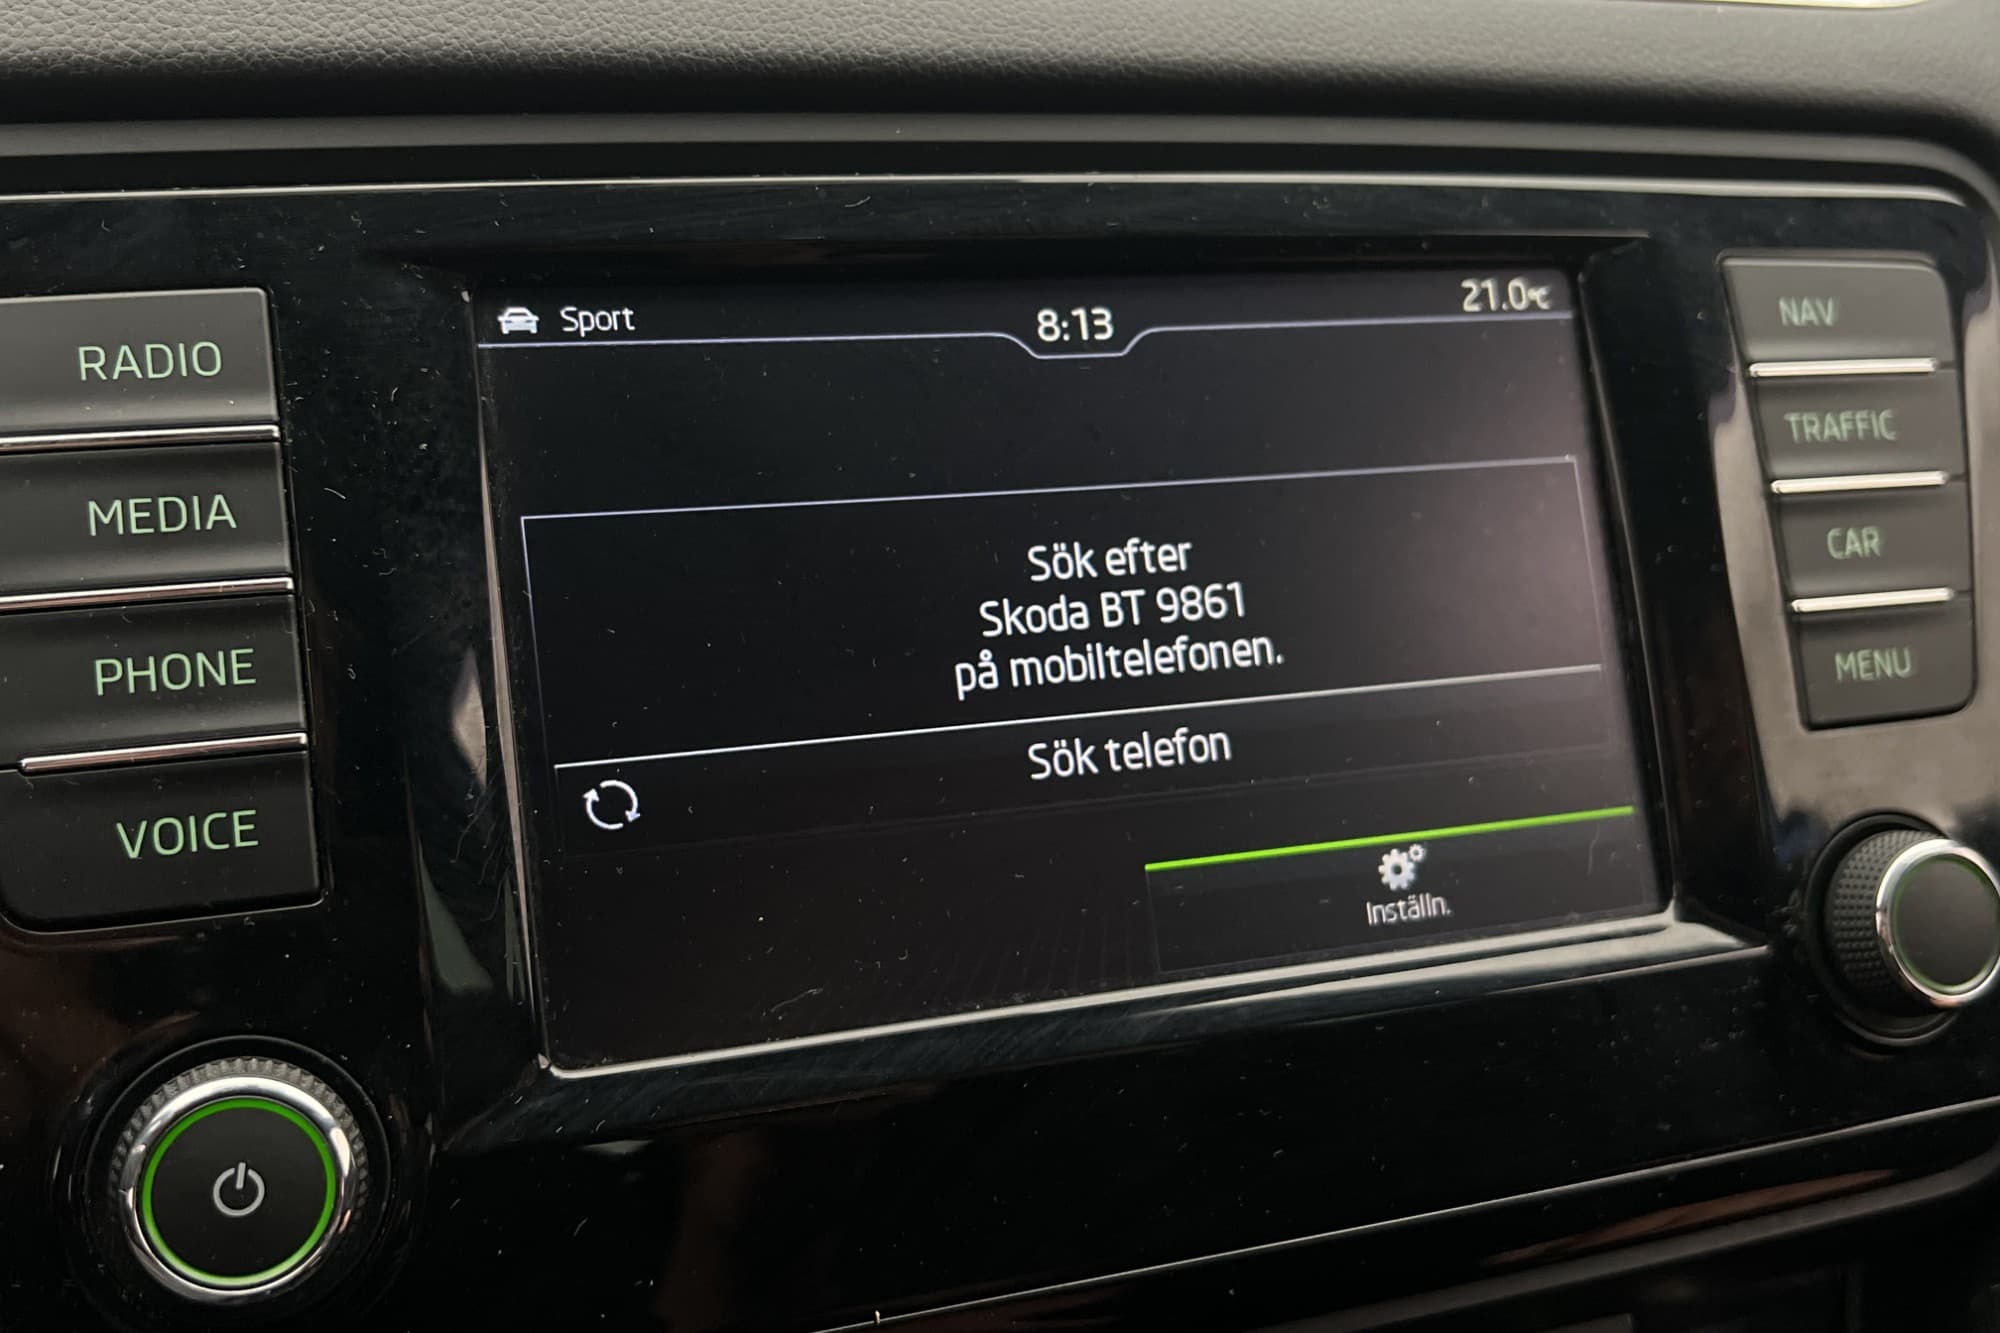 Sport
8:13
21.0°C
RADIO
MEDIA
PHONE
VOICE
Sök efter
Skoda BT 9861
på mobiltelefonen.
Sök telefon
Inställn.
NAV
TRAFFIC
CAR
MENU